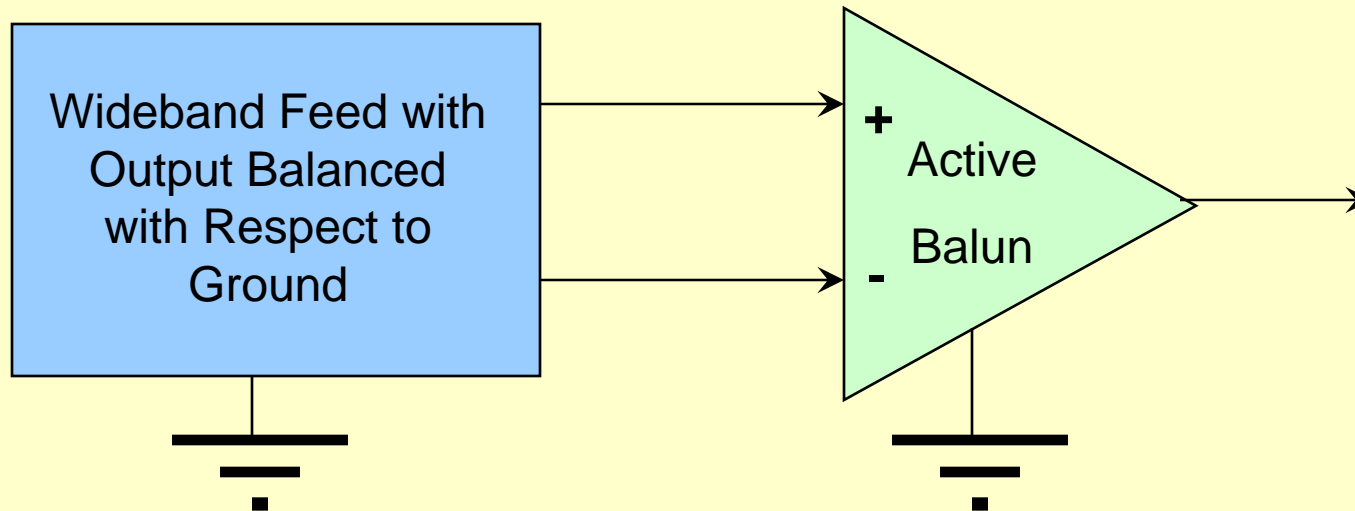 Wideband Feed with
Output Balanced
with Respect to
Ground
+
Active
Balun
-